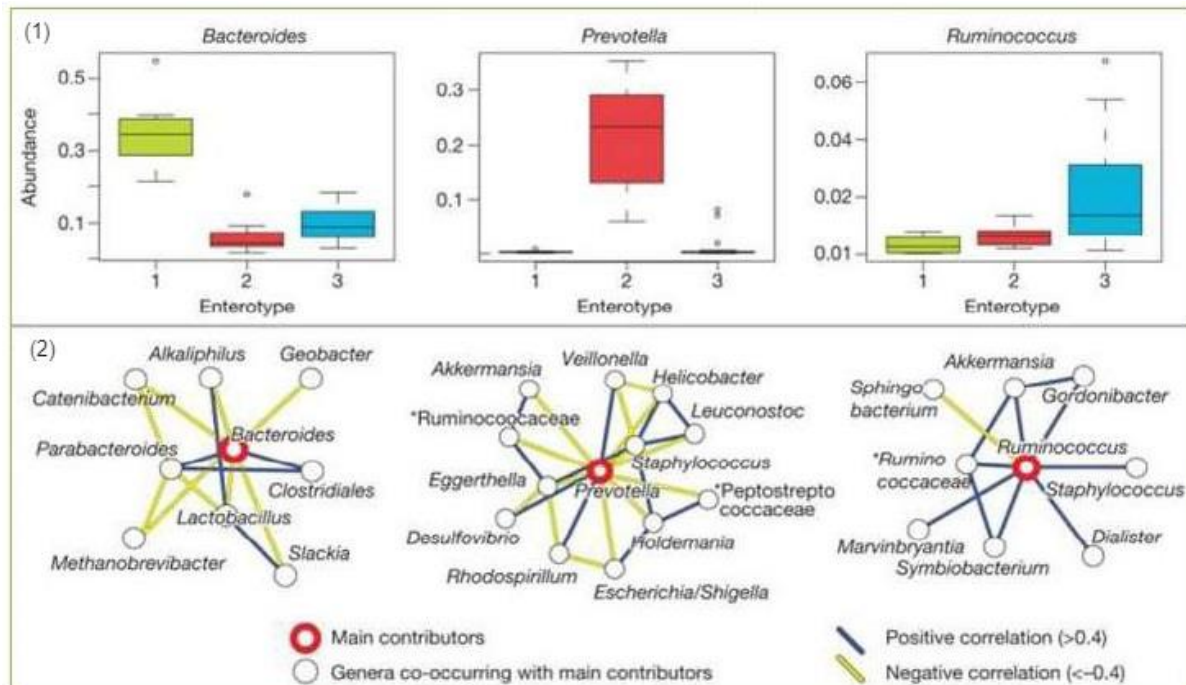 (1)
Bacteroides
Prevotella
Ruminococcus
Abundance
0.5
0.3
0.1
1
2
3
Enterotype
0.3
0.2
0.1
1
2
3
Enterotype
0.06
0.04
0.02
0.01
1
2
3
Enterotype
(2)
Alkaliphilus
Geobacter
Catenibacterium
Bacteroides
Parabacteroides
Clostridiales
Lactobacillus
Methanobrevibacter
Slackia
Veillonella
Akkermansia
Helicobacter
*Ruminoocaceae
Leuconostoc
Staphylococcus
Eggerthella
Prevotella
*Peptostrepto
coccaceae
Desulfovibrio
Holdemania
Rhodospirillum
Escherichia/Shigella
Akkermansia
Sphingo
bacterium
Gordonibacter
Ruminococcus
*Rumino
coccaceae
Staphylococcus
Marvinbryantia
Dialister
Symbiobacterium
Main contributors
Genera co-occurring with main contributors
Positive correlation (>0.4)
Negative correlation (<–0.4)